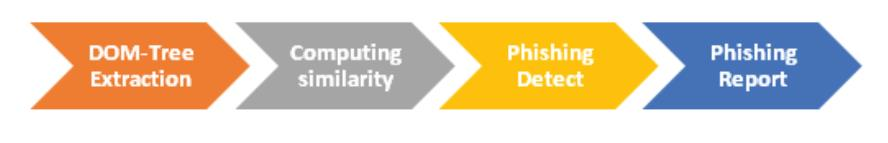 DOM-Tree
Extraction
Computing
similarity
Phishing
Detect
Phishing
Report